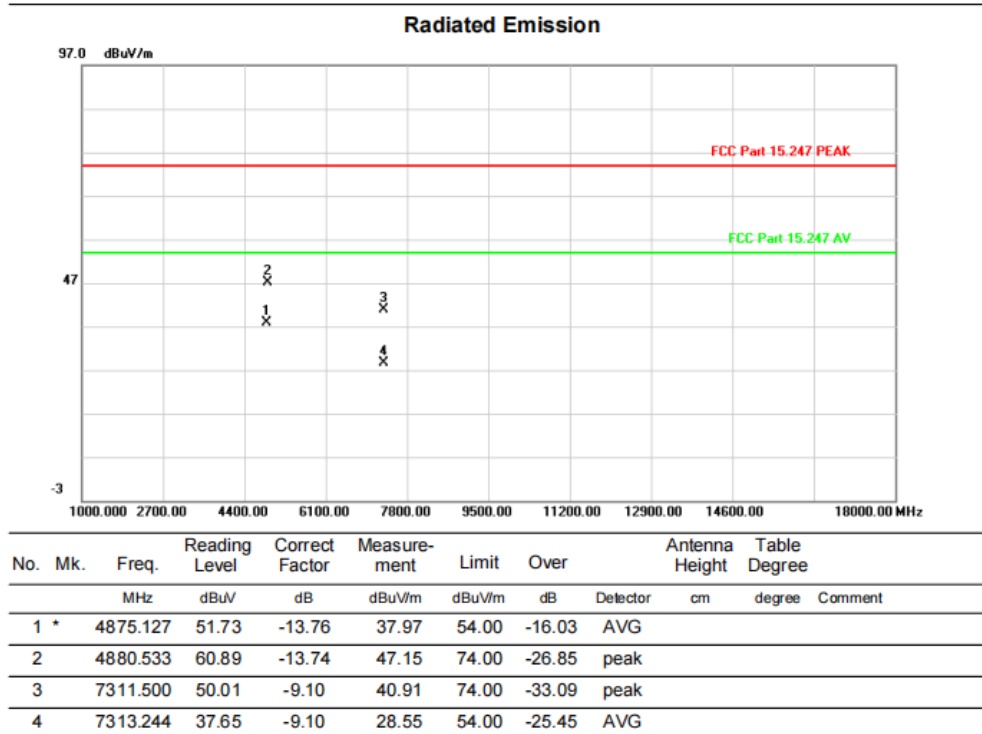 Radiated Emission
97.0 dBuV/m
FCC Part 15.247 PEAK
FCC Part 15.247 AV
47
2
1
3
4
-3
1000.000 2700.00 4400.00 6100.00 7800.00 9500.00 11200.00 12900.00 14600.00 18000.00 MHz
No. Mk. Freq. Reading Level Correct Factor Measure-ment Limit Over Antenna Height Table Degree
MHz dBuV dB dBuV/m dBuV/m dB Detector cm degree Comment
1 * 4875.127 51.73 -13.76 37.97 54.00 -16.03 AVG
2 4880.533 60.89 -13.74 47.15 74.00 -26.85 peak
3 7311.500 50.01 -9.10 40.91 74.00 -33.09 peak
4 7313.244 37.65 -9.10 28.55 54.00 -25.45 AVG